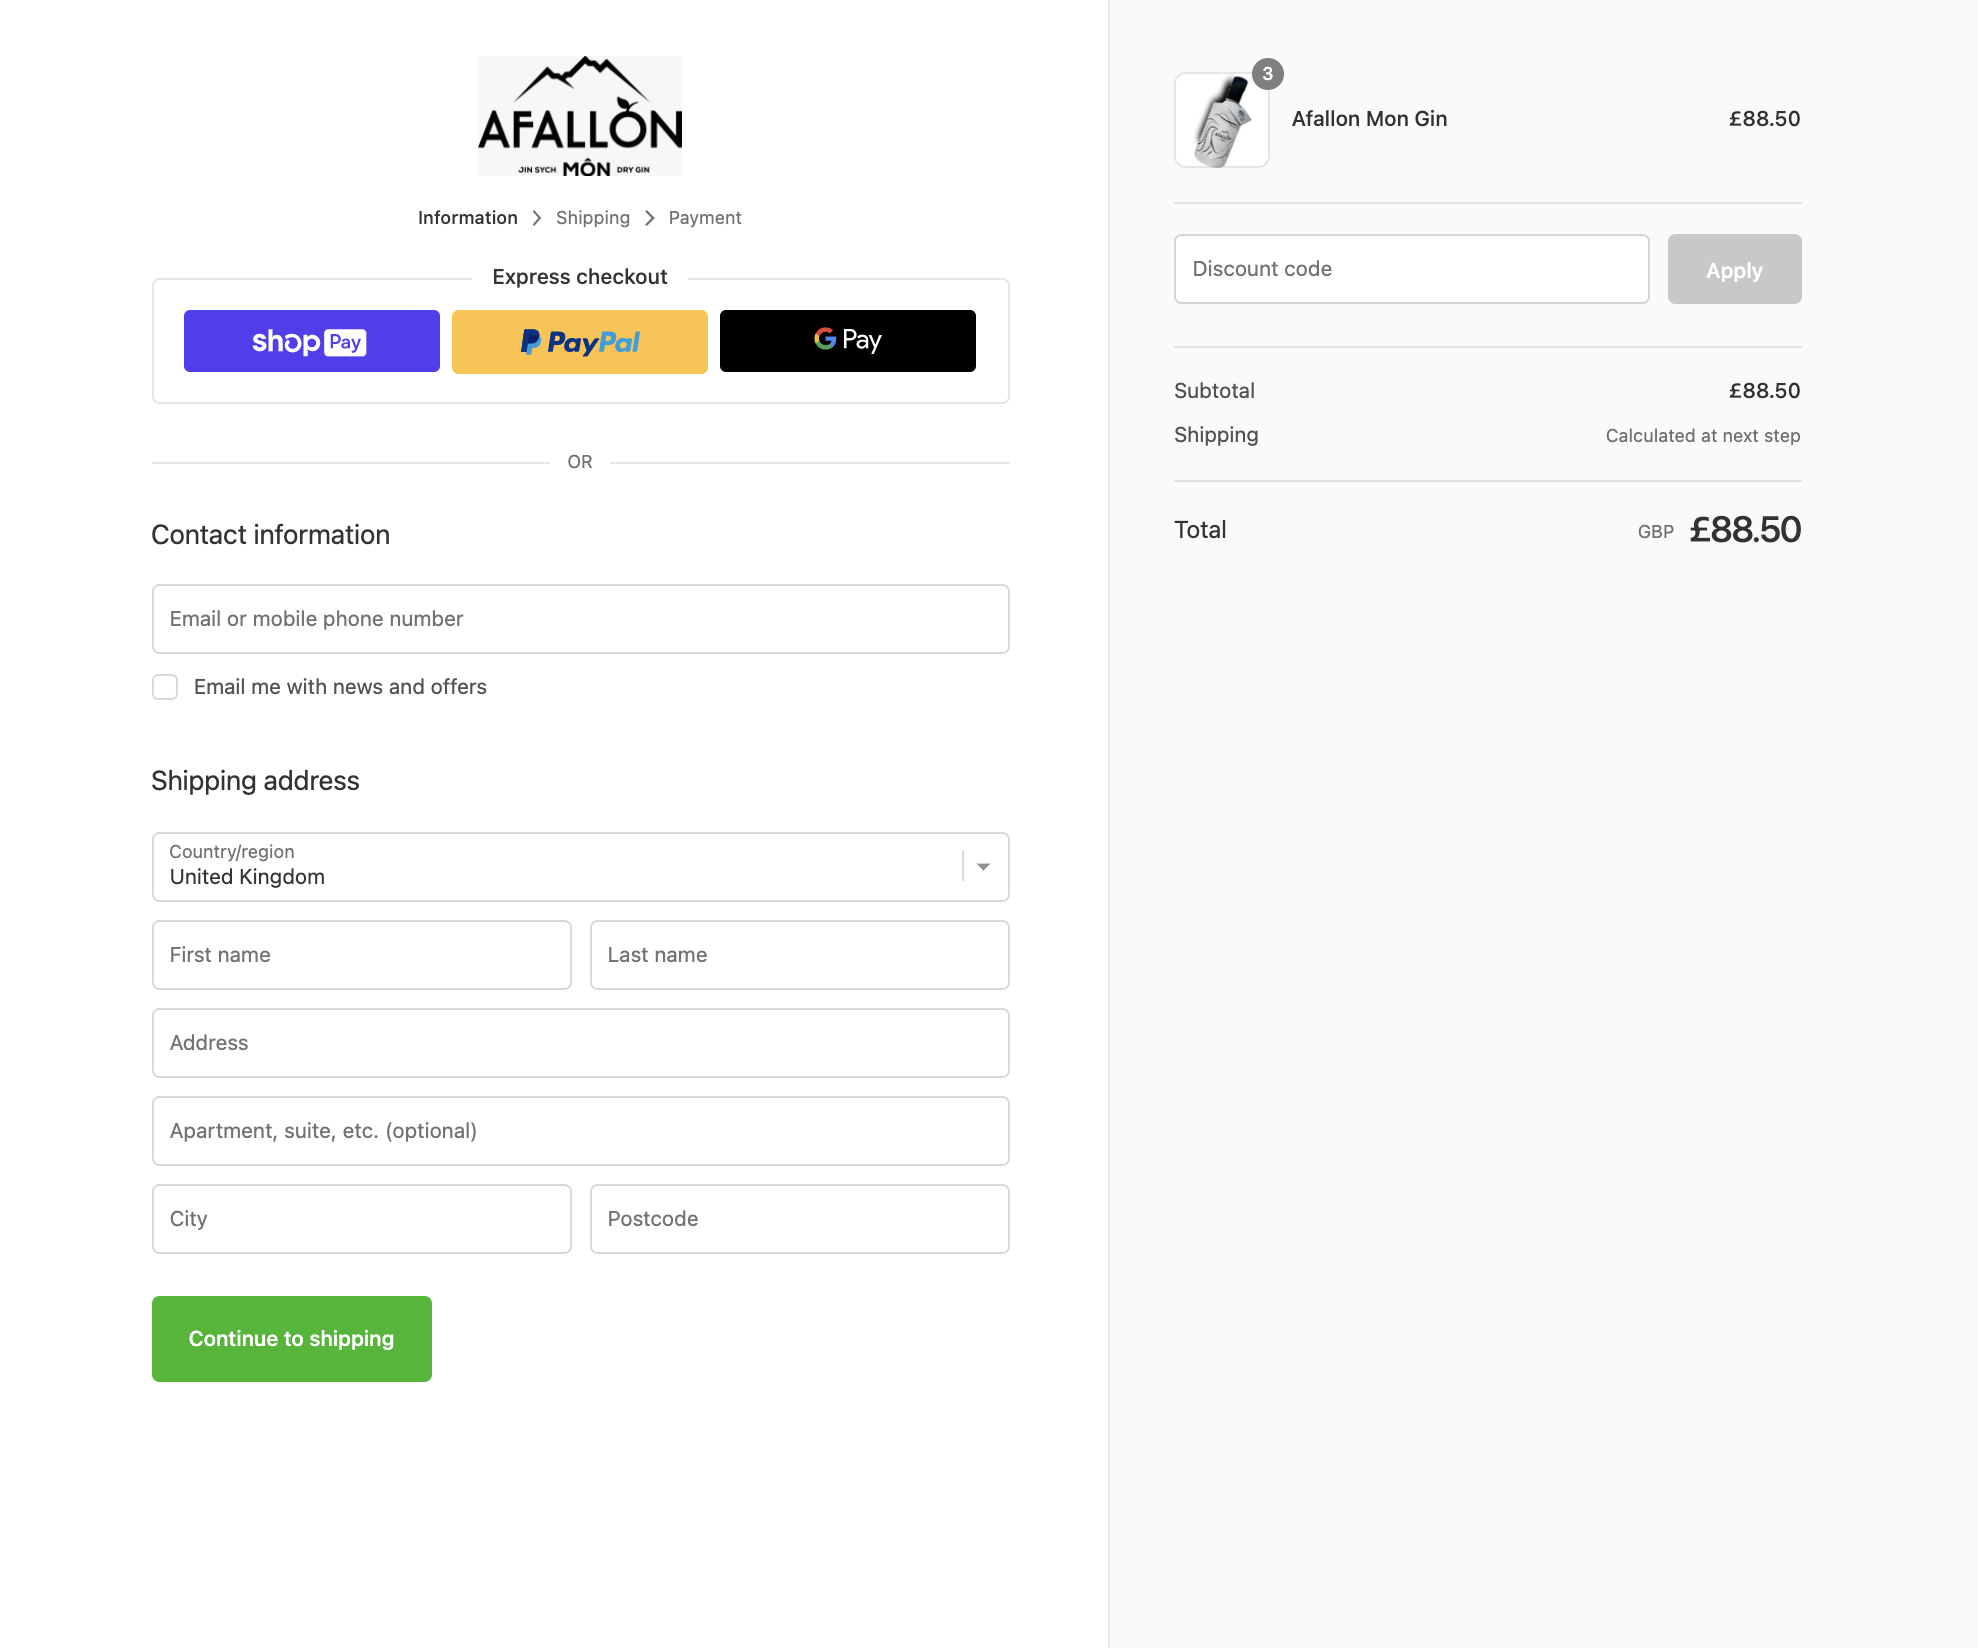 AFALLÔN
JIN SYCH MÔN DRY GIN
Information > Shipping > Payment
Express checkout
shop Pay
PayPal
G Pay
OR
Contact information
Email or mobile phone number
Email me with news and offers
Shipping address
Country/region
United Kingdom
First name
Last name
Address
Apartment, suite, etc. (optional)
City
Postcode
Continue to shipping
3
AFALLON
Afallon Mon Gin
£88.50
Discount code
Apply
Subtotal
£88.50
Shipping
Calculated at next step
Total
GBP £88.50